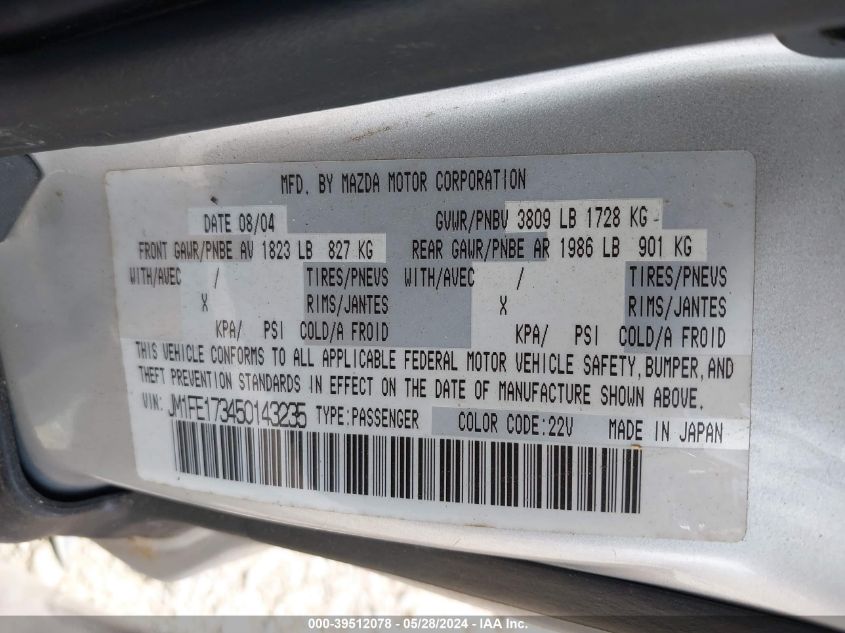 MFD. BY MAZDA MOTOR CORPORATION
DATE 08/04 GVWR/PNBV 3809 LB 1728 KG
FRONT GAWR/PNBE AV 1823 LB 827 KG REAR GAWR/PNBE AR 1986 LB 901 KG
WITH/AVEC / TIRES/PNEVS WITH/AVEC / TIRES/PNEVS
X RIMS/JANTES X RIMS/JANTES
KPA/ PSI COLD/A FROID KPA/ PSI COLD/A FROID
THIS VEHICLE CONFORMS TO ALL APPLICABLE FEDERAL MOTOR VEHICLE SAFETY, BUMPER, AND
THEFT PREVENTION STANDARDS IN EFFECT ON THE DATE OF MANUFACTURE SHOWN ABOVE.
VIN: JM1FE173450143235 TYPE:PASSENGER COLOR CODE:22V MADE IN JAPAN
000-39512078 - 05/28/2024 - IAA Inc.